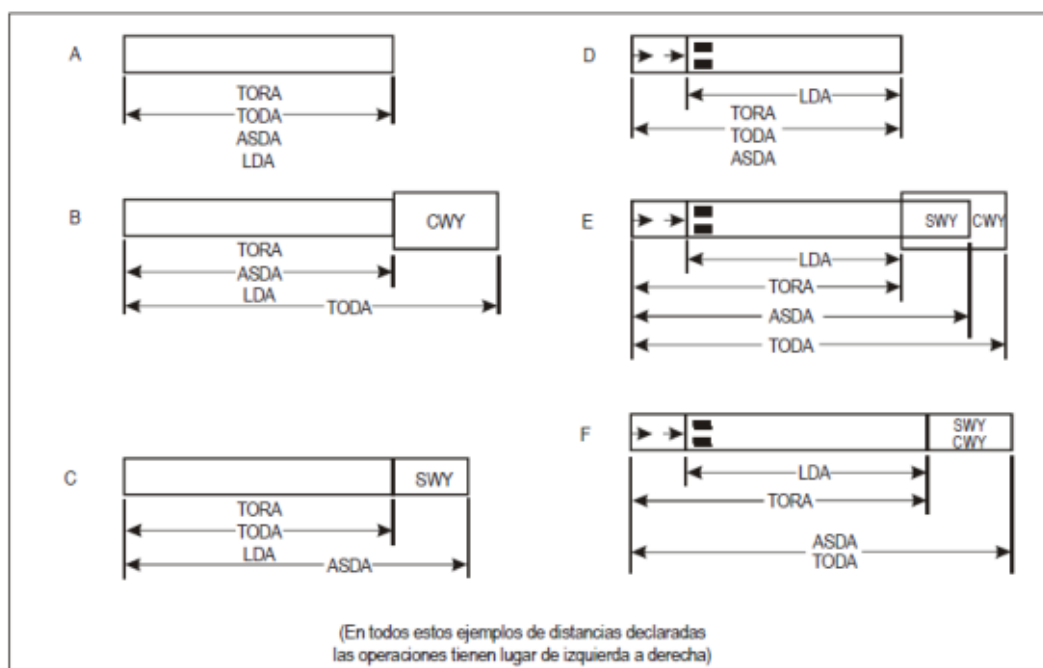 A
TORA
TODA
ASDA
LDA
B
CWY
TORA
ASDA
LDA
TODA
C
SWY
TORA
TODA
LDA
ASDA
D
LDA
TORA
TODA
ASDA
E
SWY
CWY
LDA
TORA
ASDA
TODA
F
SWY
CWY
LDA
TORA
ASDA
TODA
(En todos estos ejemplos de distancias declaradas
las operaciones tienen lugar de izquierda a derecha)